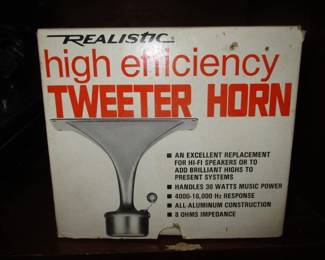 REALISTIC
high efficiency
TWEETER HORN
■ AN EXCELLENT REPLACEMENT
FOR HI-FI SPEAKERS OR TO
ADD BRILLIANT HIGHS TO
PRESENT SYSTEMS
■ HANDLES 30 WATTS MUSIC POWER
■ 4000-16,000 Hz RESPONSE
■ ALL-ALUMINUM CONSTRUCTION
■ 8 OHMS IMPEDANCE